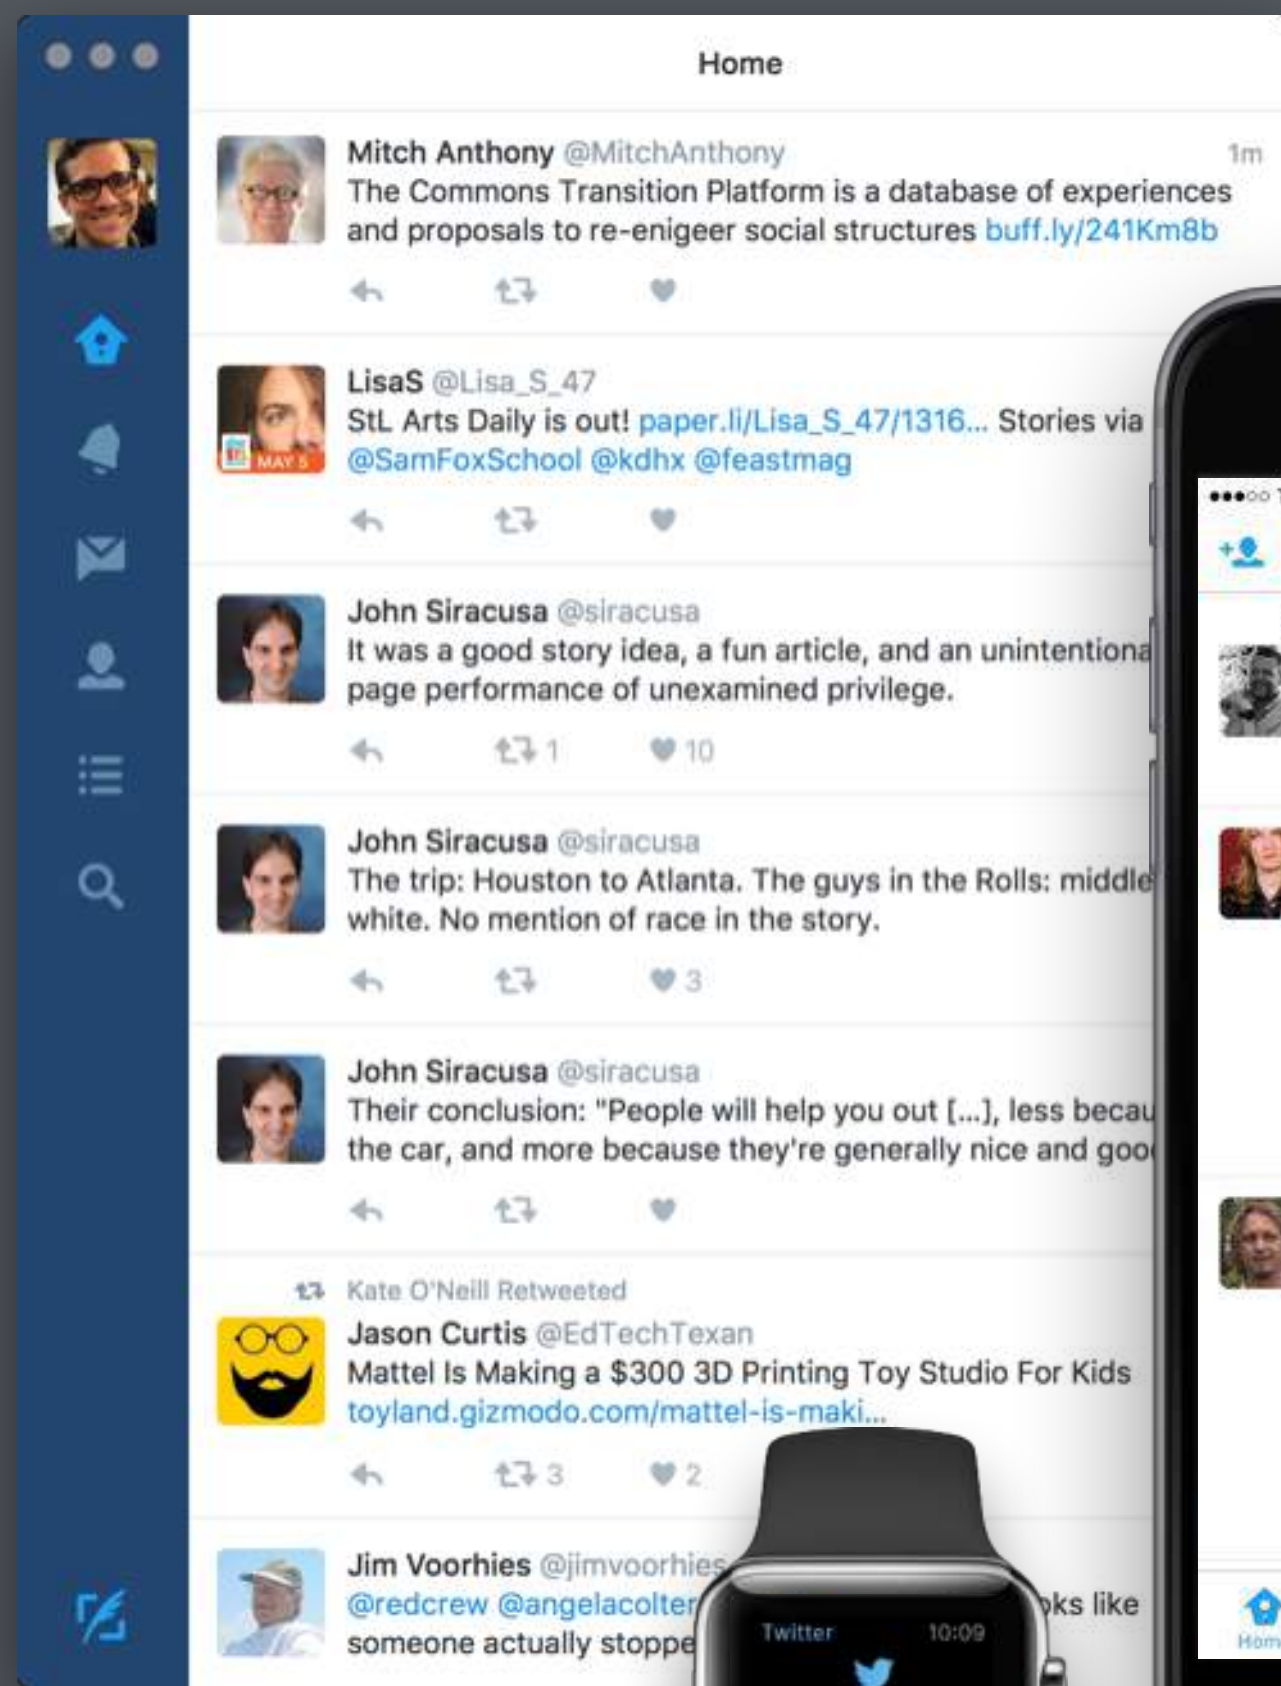 Home
Mitch Anthony @MitchAnthony 1m
The Commons Transition Platform is a database of experiences
and proposals to re-enigeer social structures buff.ly/241Km8b
LisaS @Lisa_S_47
StL Arts Daily is out! paper.li/Lisa_S_47/1316... Stories via
@SamFoxSchool @kdhx @feastmag
MAY 5
John Siracusa @siracusa
It was a good story idea, a fun article, and an unintentiona
page performance of unexamined privilege.
1 10
John Siracusa @siracusa
The trip: Houston to Atlanta. The guys in the Rolls: middle
white. No mention of race in the story.
3
John Siracusa @siracusa
Their conclusion: "People will help you out [...], less becau
the car, and more because they're generally nice and goo
Kate O'Neill Retweeted
Jason Curtis @EdTechTexan
Mattel Is Making a $300 3D Printing Toy Studio For Kids
toyland.gizmodo.com/mattel-is-maki...
3 2
Jim Voorhies @jimvoorhies
@redcrew @angelacolter oks like
someone actually stoppe
Twitter 10:09
Hom